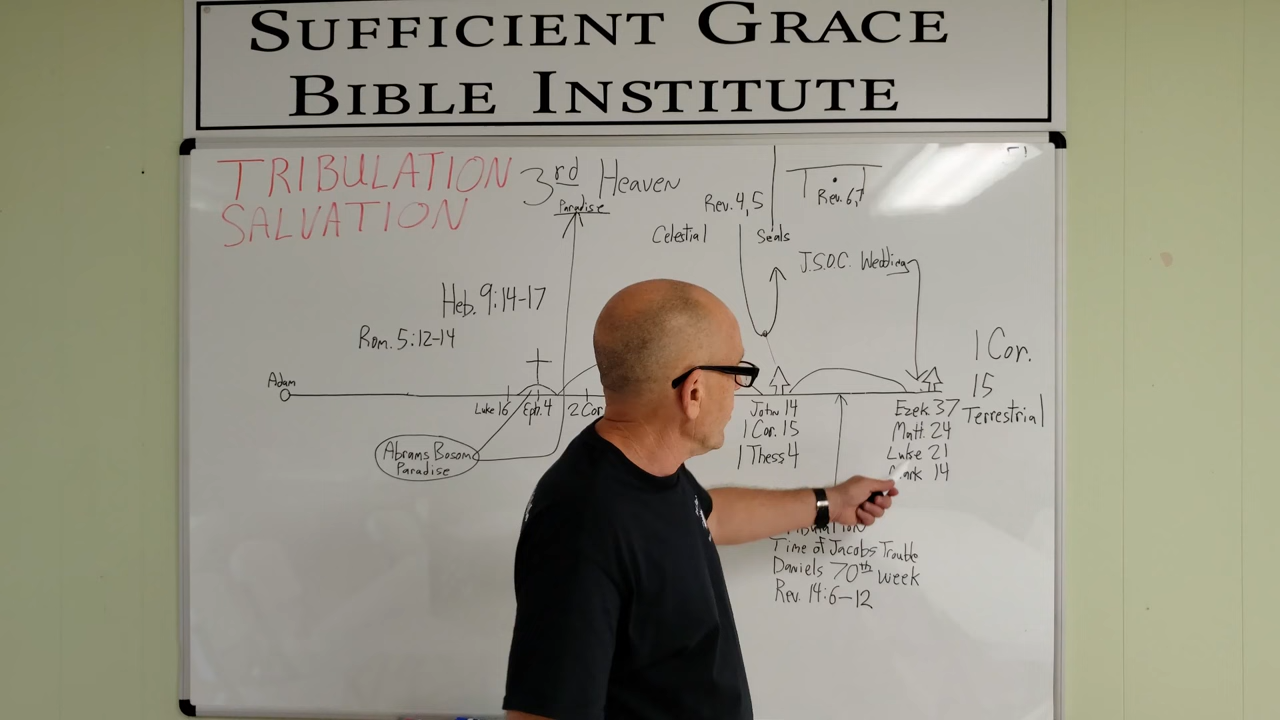 SUFFICIENT GRACE
BIBLE INSTITUTE
TRIBULATION
SALVATION
3rd Heaven
Paradise
Rev. 4,5
Rev. 6,7
Celestial
Seals
J.S.O.C. Wedding
Heb. 9:14-17
Rom. 5:12-14
1 Cor.
15
Terrestrial
Adam
Luke 16
Eph. 4
2 Cor
Abrams Bosom
Paradise
John 14
1 Cor. 15
1 Thess 4
Ezek. 37
Matt. 24
Luke 21
14
Time of Jacobs Trouble
Daniels 70th week
Rev. 14:6-12